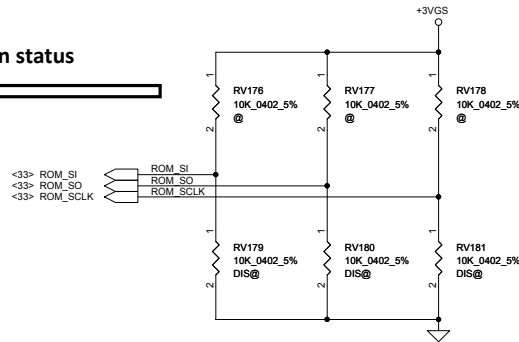 +3VGS
m status
1
RV176
10K_0402_5%
@
2
1
RV177
10K_0402_5%
@
2
1
RV178
10K_0402_5%
@
2
<33> ROM_SI
ROM_SI
<33> ROM_SO
ROM_SO
<33> ROM_SCLK
ROM_SCLK
1
RV179
10K_0402_5%
DIS@
2
1
RV180
10K_0402_5%
DIS@
2
1
RV181
10K_0402_5%
DIS@
2